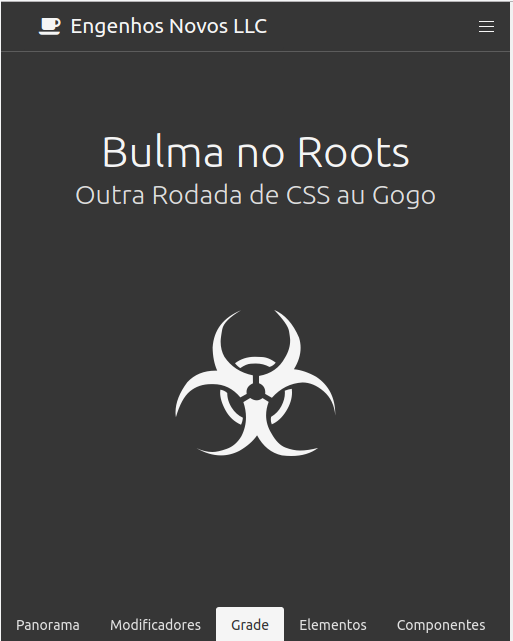 Engenhos Novos LLC
Bulma no Roots
Outra Rodada de CSS au Gogo
Panorama Modificadores Grade Elementos Componentes